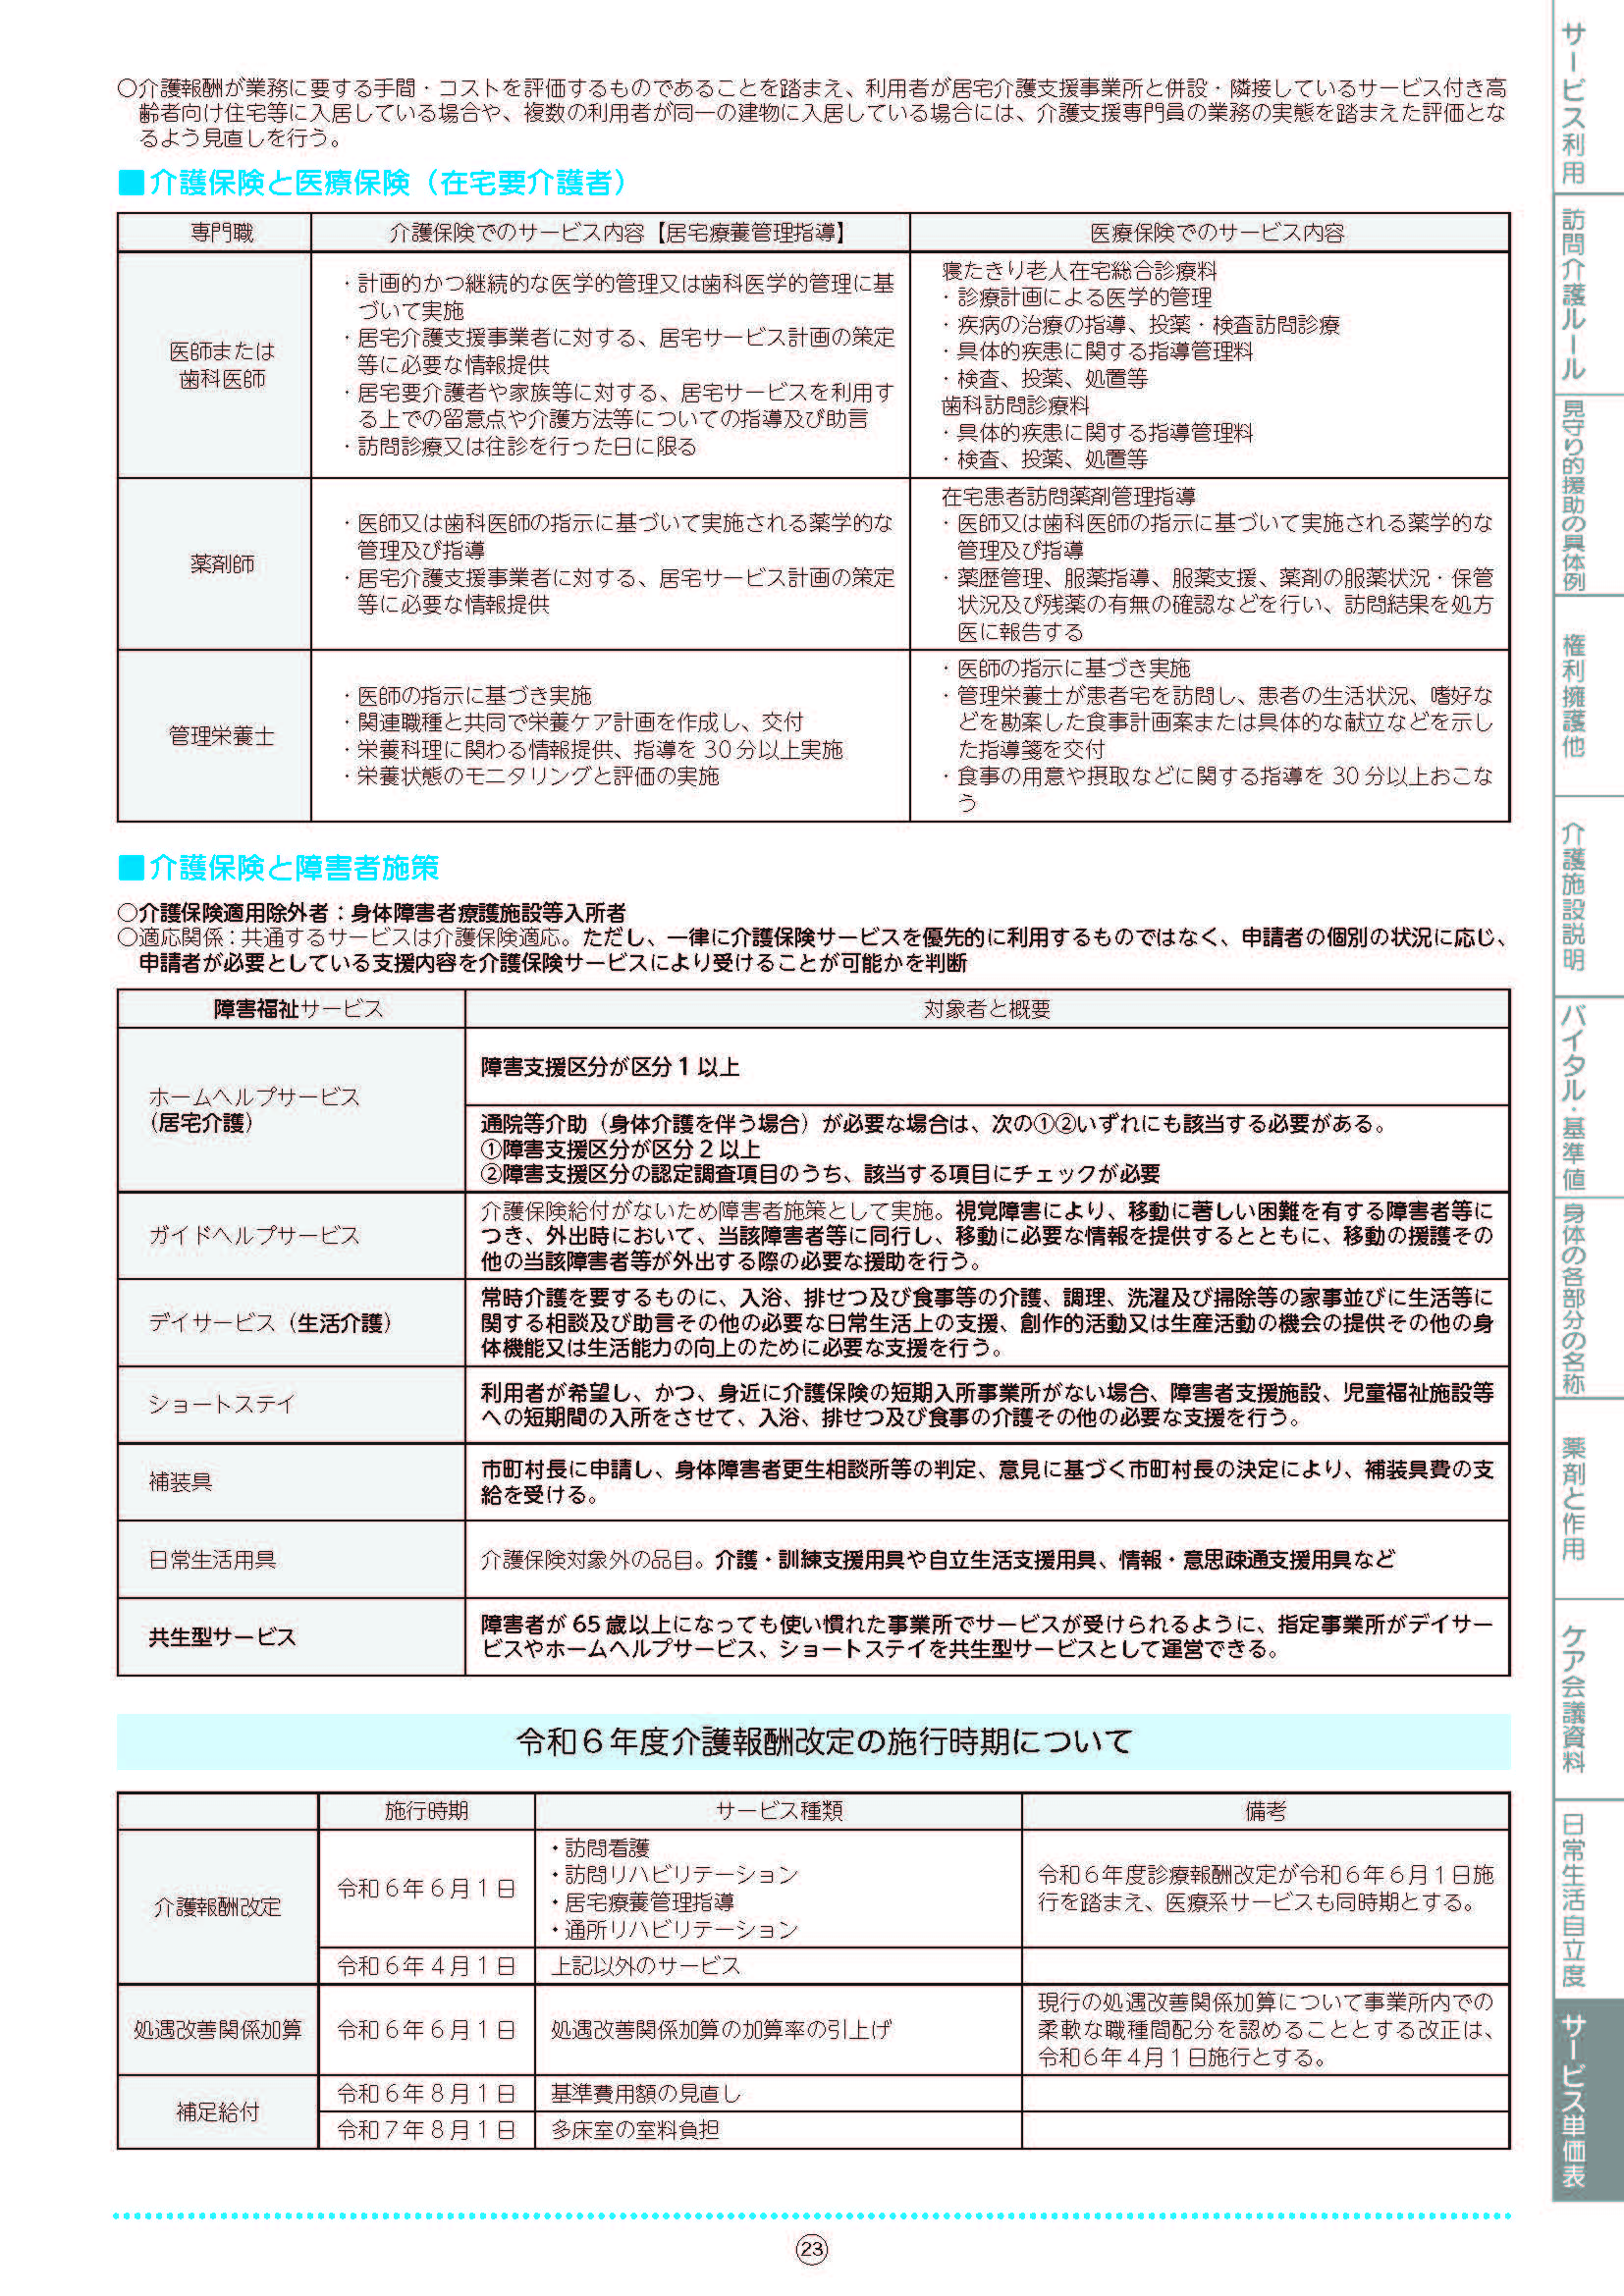 ○介護報酬が業務に要する手間・コストを評価するものであることを踏まえ、利用者が居宅介護支援事業所と併設・隣接しているサービス付き高
齢者向け住宅等に入居している場合や、複数の利用者が同一の建物に入居している場合には、介護支援専門員の業務の実態を踏まえた評価とな
るよう見直しを行う。
■介護保険と医療保険（在宅要介護者）
専門職
介護保険でのサービス内容【居宅療養管理指導】
医療保険でのサービス内容
医師または
歯科医師
・計画的かつ継続的な医学的管理又は歯科医学的管理に基
づいて実施
・居宅介護支援事業者に対する、居宅サービス計画の策定
等に必要な情報提供
・居宅要介護者や家族等に対する、居宅サービスを利用す
る上での留意点や介護方法等についての指導及び助言
・訪問診療又は往診を行った日に限る
寝たきり老人在宅総合診療料
・診療計画による医学的管理
・疾病の治療の指導、投薬・検査訪問診療
・具体的疾患に関する指導管理料
・検査、投薬、処置等
歯科訪問診療料
・具体的疾患に関する指導管理料
・検査、投薬、処置等
薬剤師
・医師又は歯科医師の指示に基づいて実施される薬学的な
管理及び指導
・居宅介護支援事業者に対する、居宅サービス計画の策定
等に必要な情報提供
在宅患者訪問薬剤管理指導
・医師又は歯科医師の指示に基づいて実施される薬学的な
管理及び指導
・薬歴管理、服薬指導、服薬支援、薬剤の服薬状況・保管
状況及び残薬の有無の確認などを行い、訪問結果を処方
医に報告する
管理栄養士
・医師の指示に基づき実施
・関連職種と共同で栄養ケア計画を作成し、交付
・栄養科理に関わる情報提供、指導を 30 分以上実施
・栄養状態のモニタリングと評価の実施
・医師の指示に基づき実施
・管理栄養士が患者宅を訪問し、患者の生活状況、嗜好な
どを勘案した食事計画案または具体的な献立などを示し
た指導箋を交付
・食事の用意や摂取などに関する指導を 30 分以上おこな
う
■介護保険と障害者施策
○介護保険適用除外者：身体障害者療護施設等入所者
○適応関係：共通するサービスは介護保険適応。ただし、一律に介護保険サービスを優先的に利用するものではなく、申請者の個別の状況に応じ、
申請者が必要としている支援内容を介護保険サービスにより受けることが可能かを判断
障害福祉サービス
対象者と概要
ホームヘルプサービス
（居宅介護）
障害支援区分が区分 1 以上
通院等介助（身体介護を伴う場合）が必要な場合は、次の①②いずれにも該当する必要がある。
①障害支援区分が区分 2 以上
②障害支援区分の認定調査項目のうち、該当する項目にチェックが必要
ガイドヘルプサービス
介護保険給付がないため障害者施策として実施。視覚障害により、移動に著しい困難を有する障害者等に
つき、外出時において、当該障害者等に同行し、移動に必要な情報を提供するとともに、移動の援護その
他の当該障害者等が外出する際の必要な援助を行う。
デイサービス（生活介護）
常時介護を要するものに、入浴、排せつ及び食事等の介護、調理、洗濯及び掃除等の家事並びに生活等に
関する相談及び助言その他の必要な日常生活上の支援、創作的活動又は生産活動の機会の提供その他の身
体機能又は生活能力の向上のために必要な支援を行う。
ショートステイ
利用者が希望し、かつ、身近に介護保険の短期入所事業所がない場合、障害者支援施設、児童福祉施設等
への短期間の入所をさせて、入浴、排せつ及び食事の介護その他の必要な支援を行う。
補装具
市町村長に申請し、身体障害者更生相談所等の判定、意見に基づく市町村長の決定により、補装具費の支
給を受ける。
日常生活用具
介護保険対象外の品目。介護・訓練支援用具や自立生活支援用具、情報・意思疎通支援用具など
共生型サービス
障害者が 65 歳以上になっても使い慣れた事業所でサービスが受けられるように、指定事業所がデイサー
ビスやホームヘルプサービス、ショートステイを共生型サービスとして運営できる。
令和６年度介護報酬改定の施行時期について
施行時期
サービス種類
備考
介護報酬改定
令和６年６月１日
・訪問看護
・訪問リハビリテーション
・居宅療養管理指導
・通所リハビリテーション
令和６年度診療報酬改定が令和６年６月１日施
行を踏まえ、医療系サービスも同時期とする。
令和６年４月１日
上記以外のサービス
処遇改善関係加算
令和６年６月１日
処遇改善関係加算の加算率の引上げ
現行の処遇改善関係加算について事業所内での
柔軟な職種間配分を認めることとする改正は、
令和６年４月１日施行とする。
補足給付
令和６年８月１日
基準費用額の見直し
令和７年８月１日
多床室の室料負担
23
サービス利用
訪問介護ルール
見守り的援助の具体例
権利擁護他
介護施設説明
バイタル・基準値
身体の各部分の名称
薬剤と作用
ケア会議資料
日常生活自立度
サービス単価表